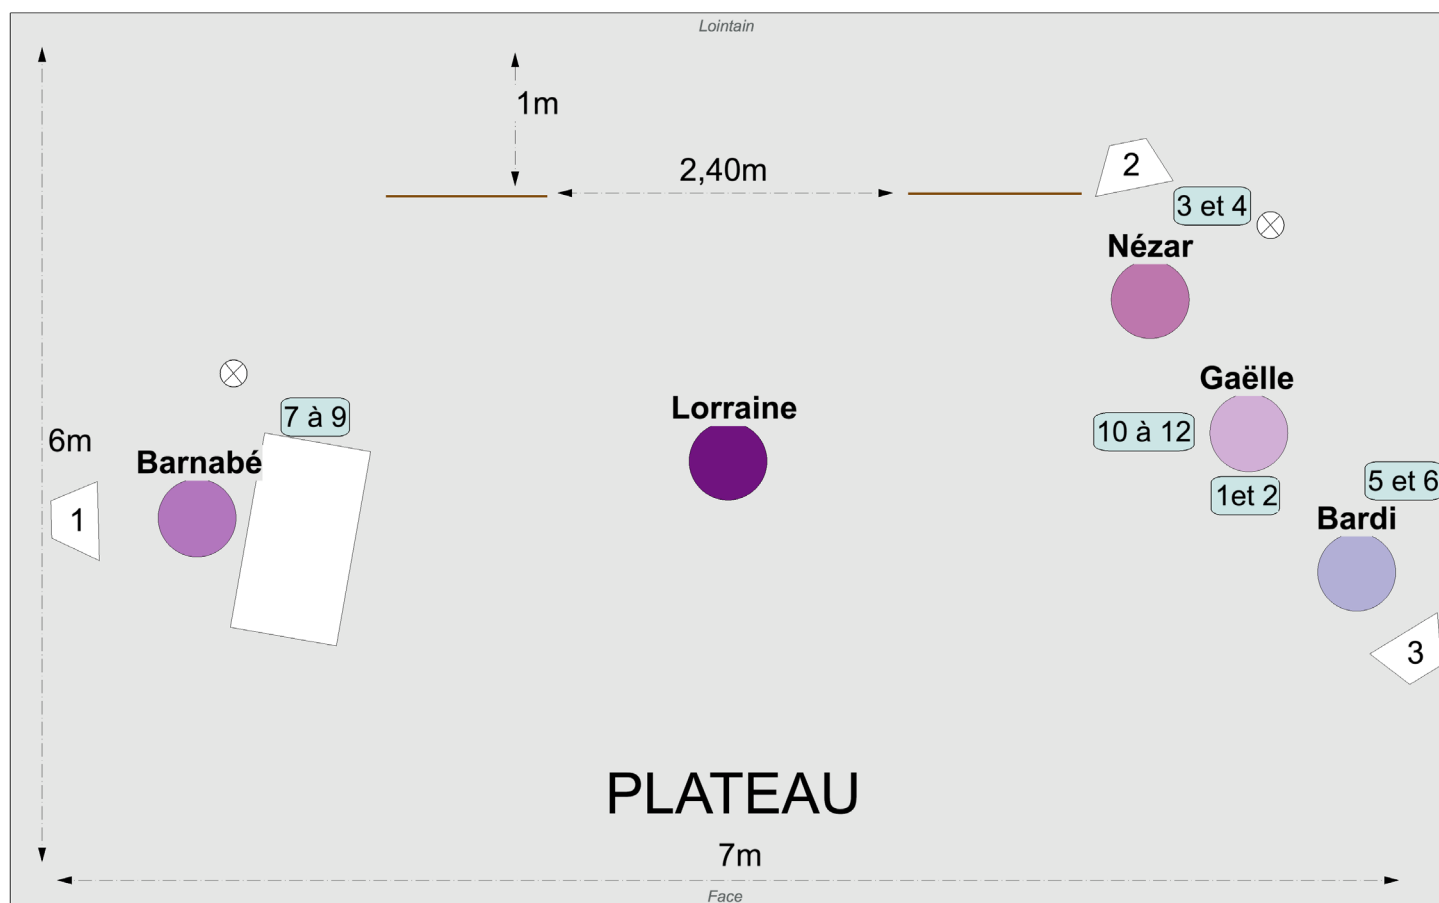 Lointain
1m
2,40m
2
3 et 4
Nézar
Gaëlle
Lorraine
7 à 9
10 à 12
6m
Barnabé
5 et 6
1et 2
1
Bardi
3
PLATEAU
7m
Face